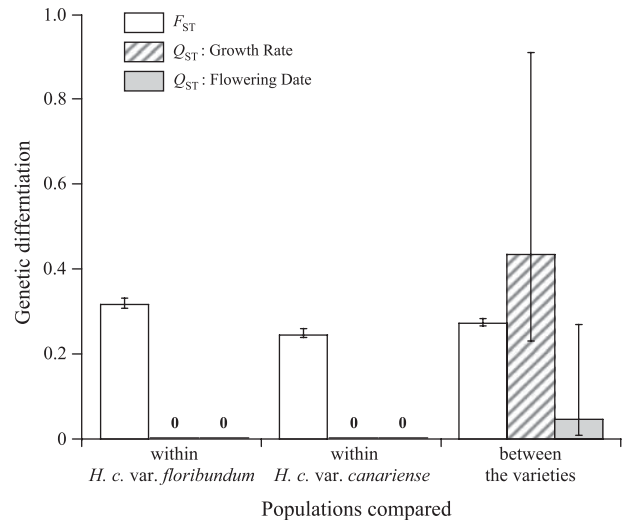 1.0
0.8
0.6
0.4
0.2
0
Genetic differntiation
F_ST
Q_ST : Growth Rate
Q_ST : Flowering Date
0 0 0 0
within
H. c. var. floribundum
within
H. c. var. canariense
between
the varieties
Populations compared